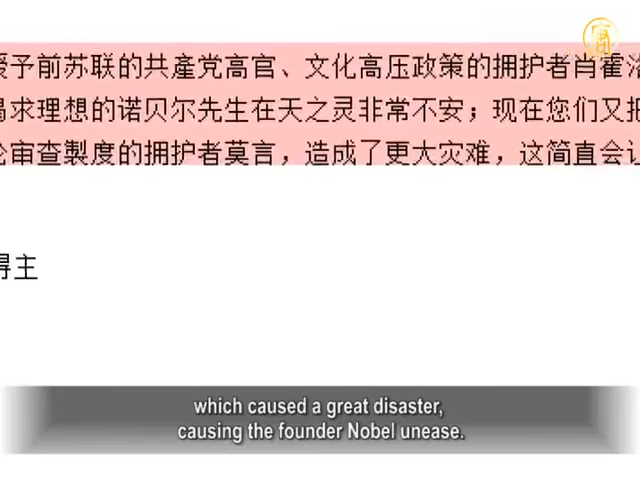 授予前苏联的共產党高官、文化高压政策的拥护者肖霍洛
渴求理想的诺贝尔先生在天之灵非常不安；现在您们又把
论审查製度的拥护者莫言，造成了更大灾难，这简直会让
得主
which caused a great disaster,
causing the founder Nobel unease.